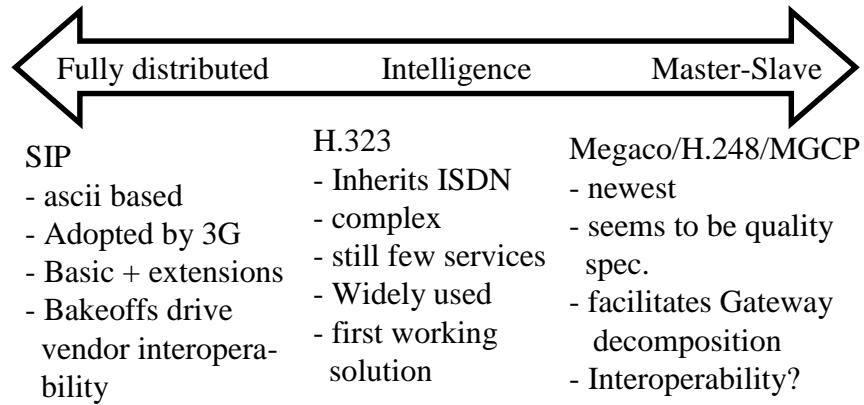 Fully distributed Intelligence Master-Slave
SIP
- ascii based
- Adopted by 3G
- Basic + extensions
- Bakeoffs drive
vendor interopera-
bility
H.323
- Inherits ISDN
- complex
- still few services
- Widely used
- first working
solution
Megaco/H.248/MGCP
- newest
- seems to be quality
spec.
- facilitates Gateway
decomposition
- Interoperability?